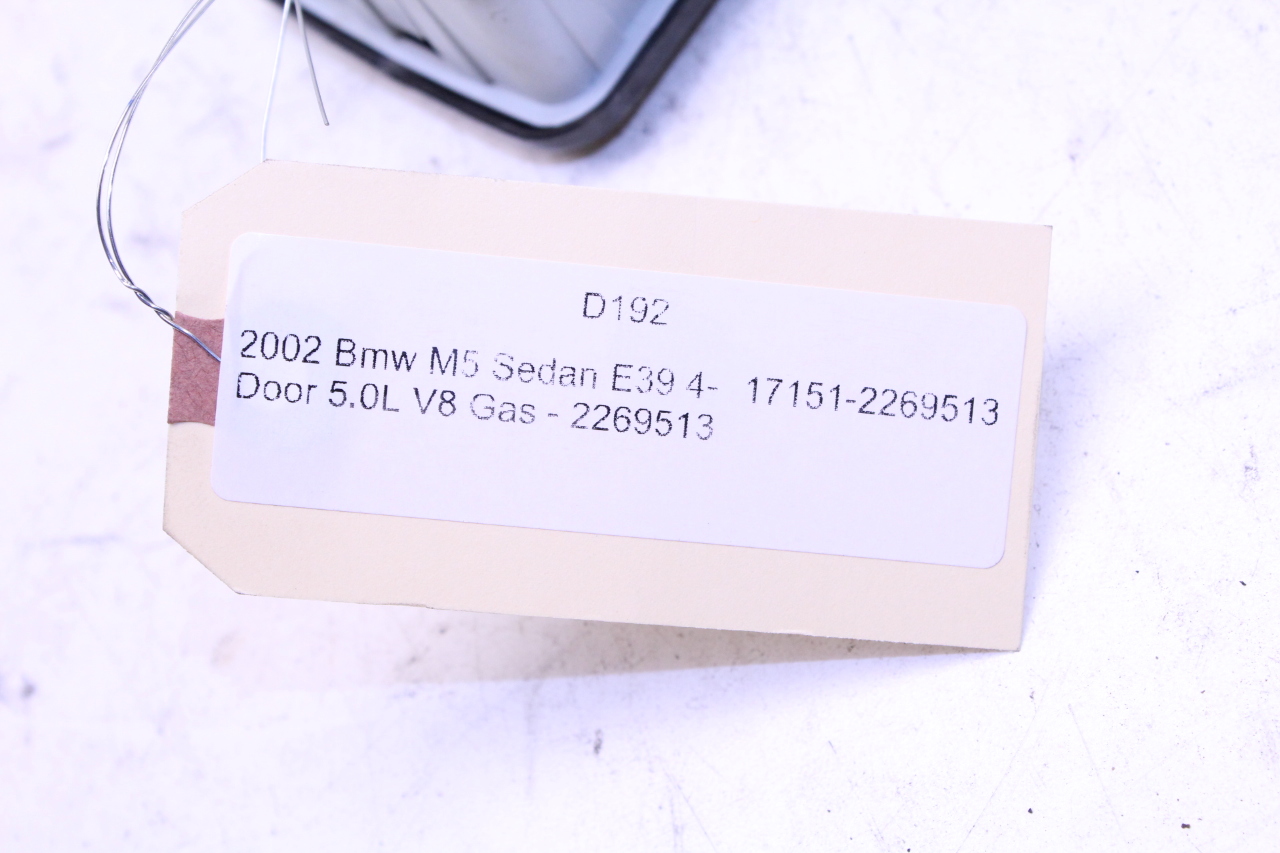 D192
2002 Bmw M5 Sedan E39 4-
Door 5.0L V8 Gas - 2269513
17151-2269513